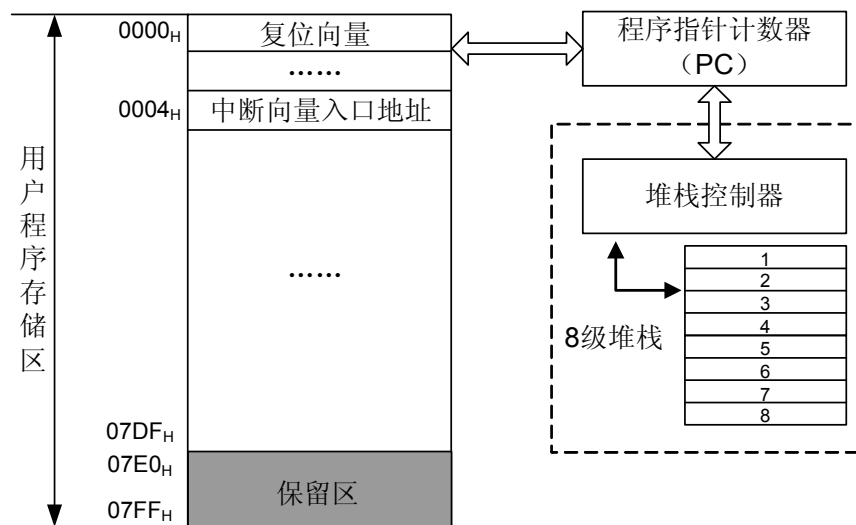 0000H
复位向量
……
0004H
中断向量入口地址
……
07DFH
07E0H
保留区
07FFH
用户程序存储区
程序指针计数器
（PC）
堆栈控制器
8级堆栈
1
2
3
4
5
6
7
8